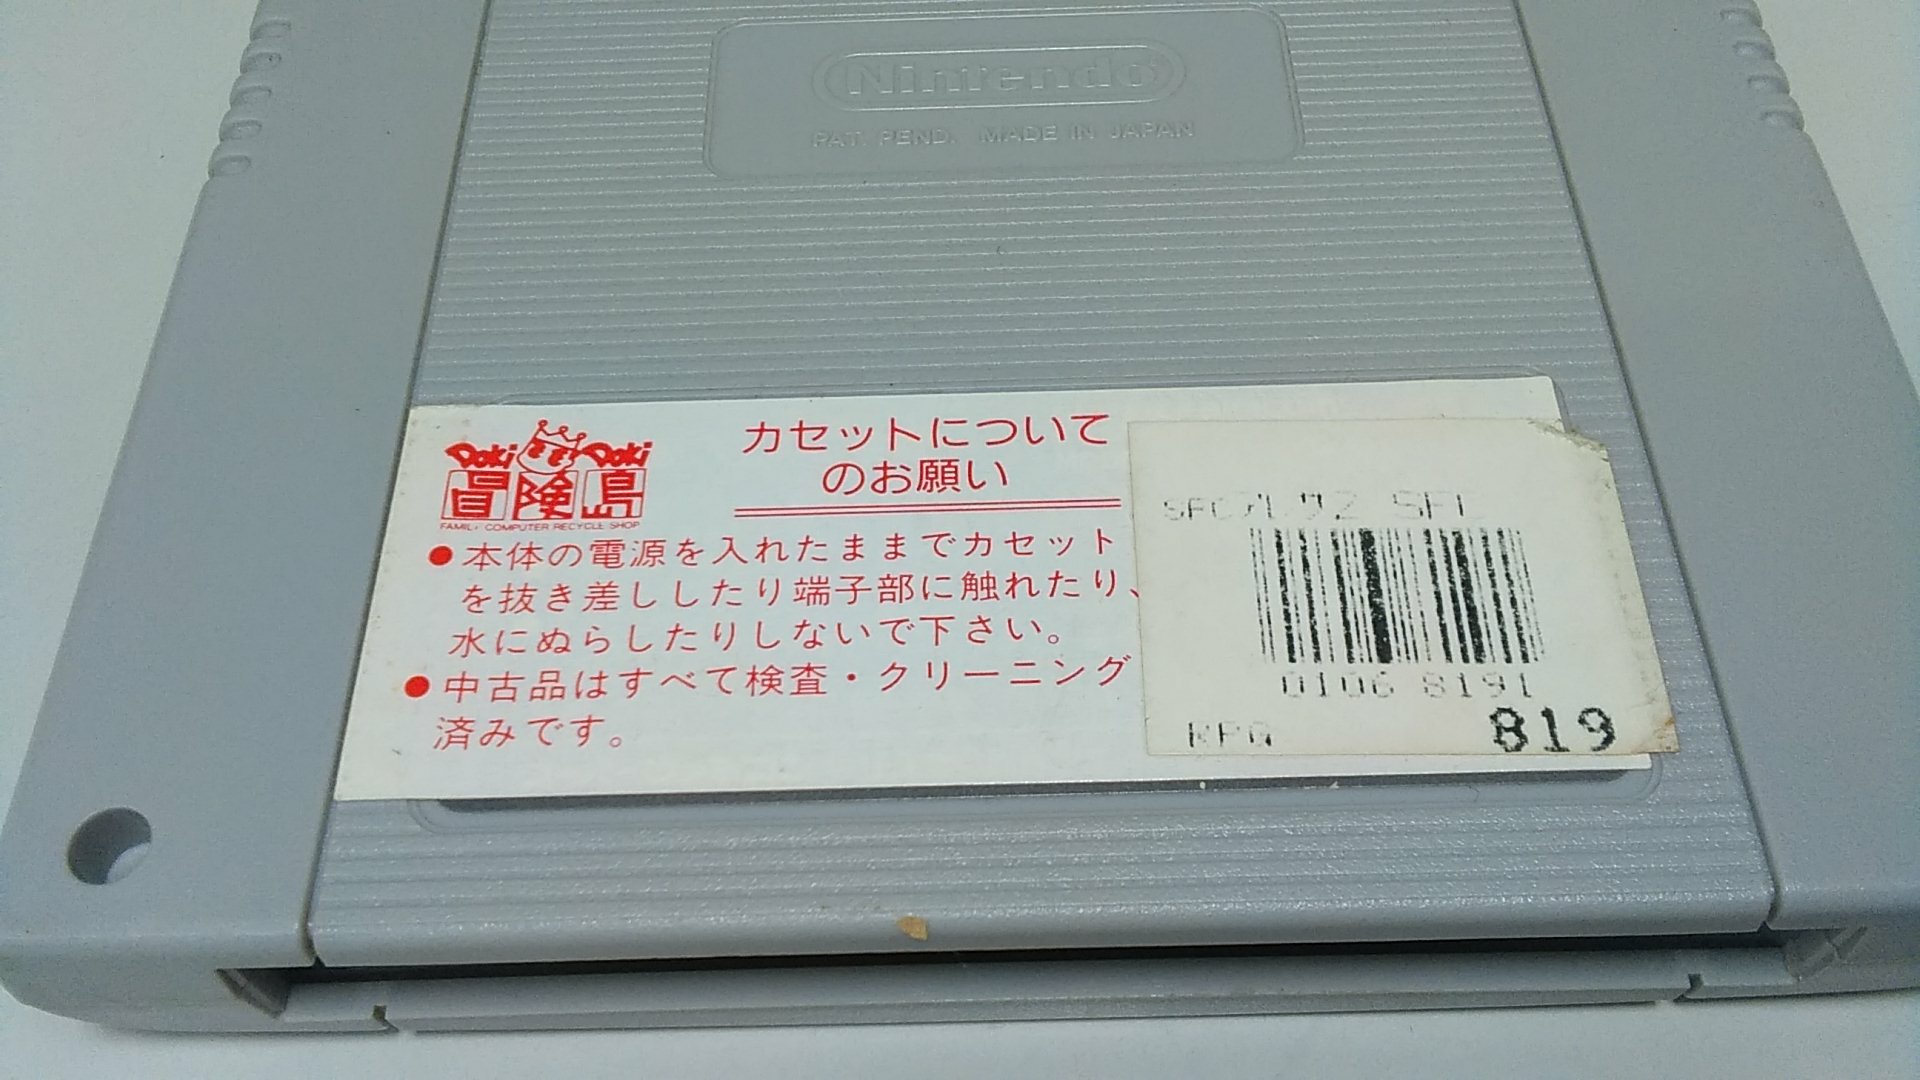 Nintendo
PAT. PEND. MADE IN JAPAN
Doki Doki
冒険島
FAMILY COMPUTER RECYCLE SHOP
カセットについて
のお願い
●本体の電源を入れたままでカセット
を抜き差ししたり端子部に触れたり、
水にぬらしたりしないで下さい。
●中古品はすべて検査・クリーニング
済みです。
0106 8191
RPG
819